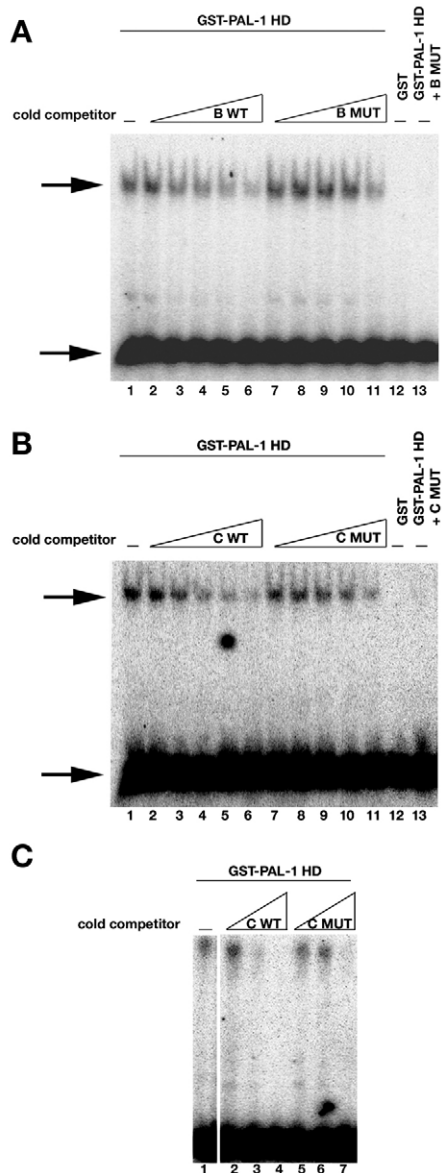 A
GST-PAL-1 HD
GST
GST-PAL-1 HD
+ B MUT
cold competitor – B WT B MUT – –
1 2 3 4 5 6 7 8 9 10 11 12 13
B
GST-PAL-1 HD
GST
GST-PAL-1 HD
+ C MUT
cold competitor – C WT C MUT – –
1 2 3 4 5 6 7 8 9 10 11 12 13
C
GST-PAL-1 HD
cold competitor – C WT C MUT
1 2 3 4 5 6 7